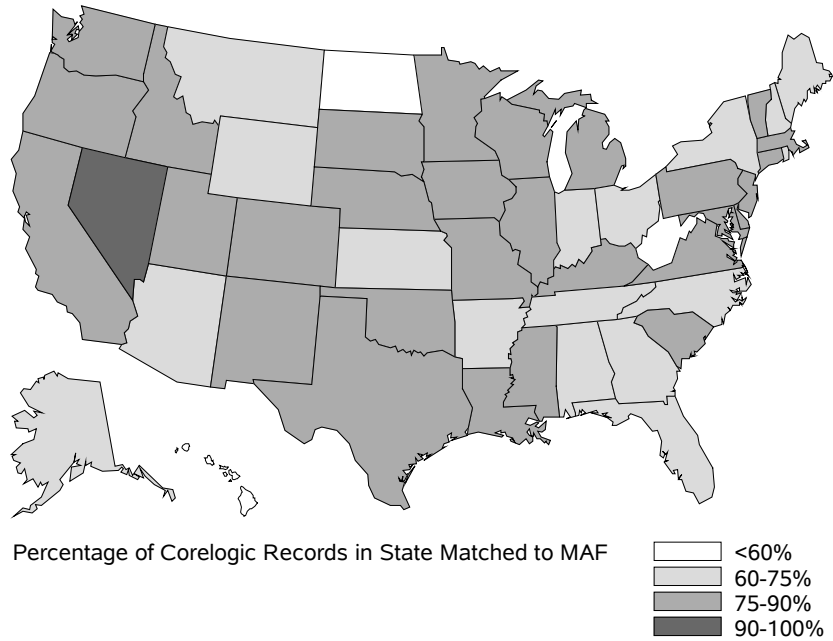 Percentage of Corelogic Records in State Matched to MAF
<60%
60-75%
75-90%
90-100%